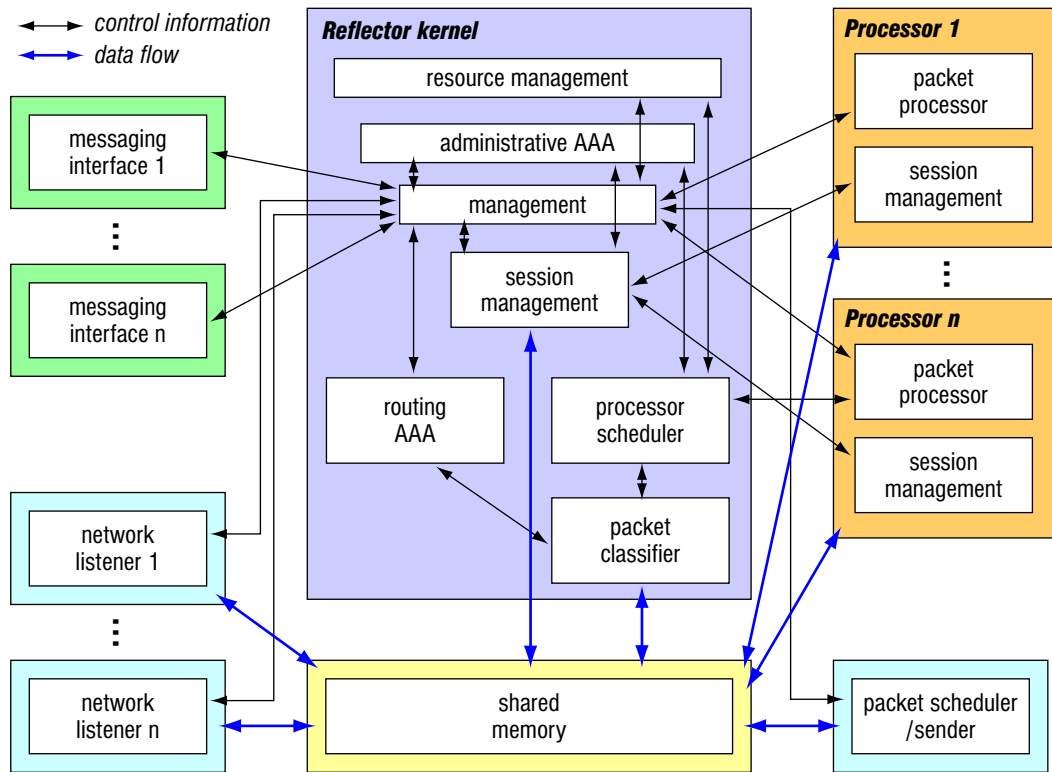 control information
data flow
messaging
interface 1
...
messaging
interface n
network
listener 1
...
network
listener n
Reflector kernel
resource management
administrative AAA
management
session
management
routing
AAA
processor
scheduler
packet
classifier
shared
memory
Processor 1
packet
processor
session
management
...
Processor n
packet
processor
session
management
packet scheduler
/sender